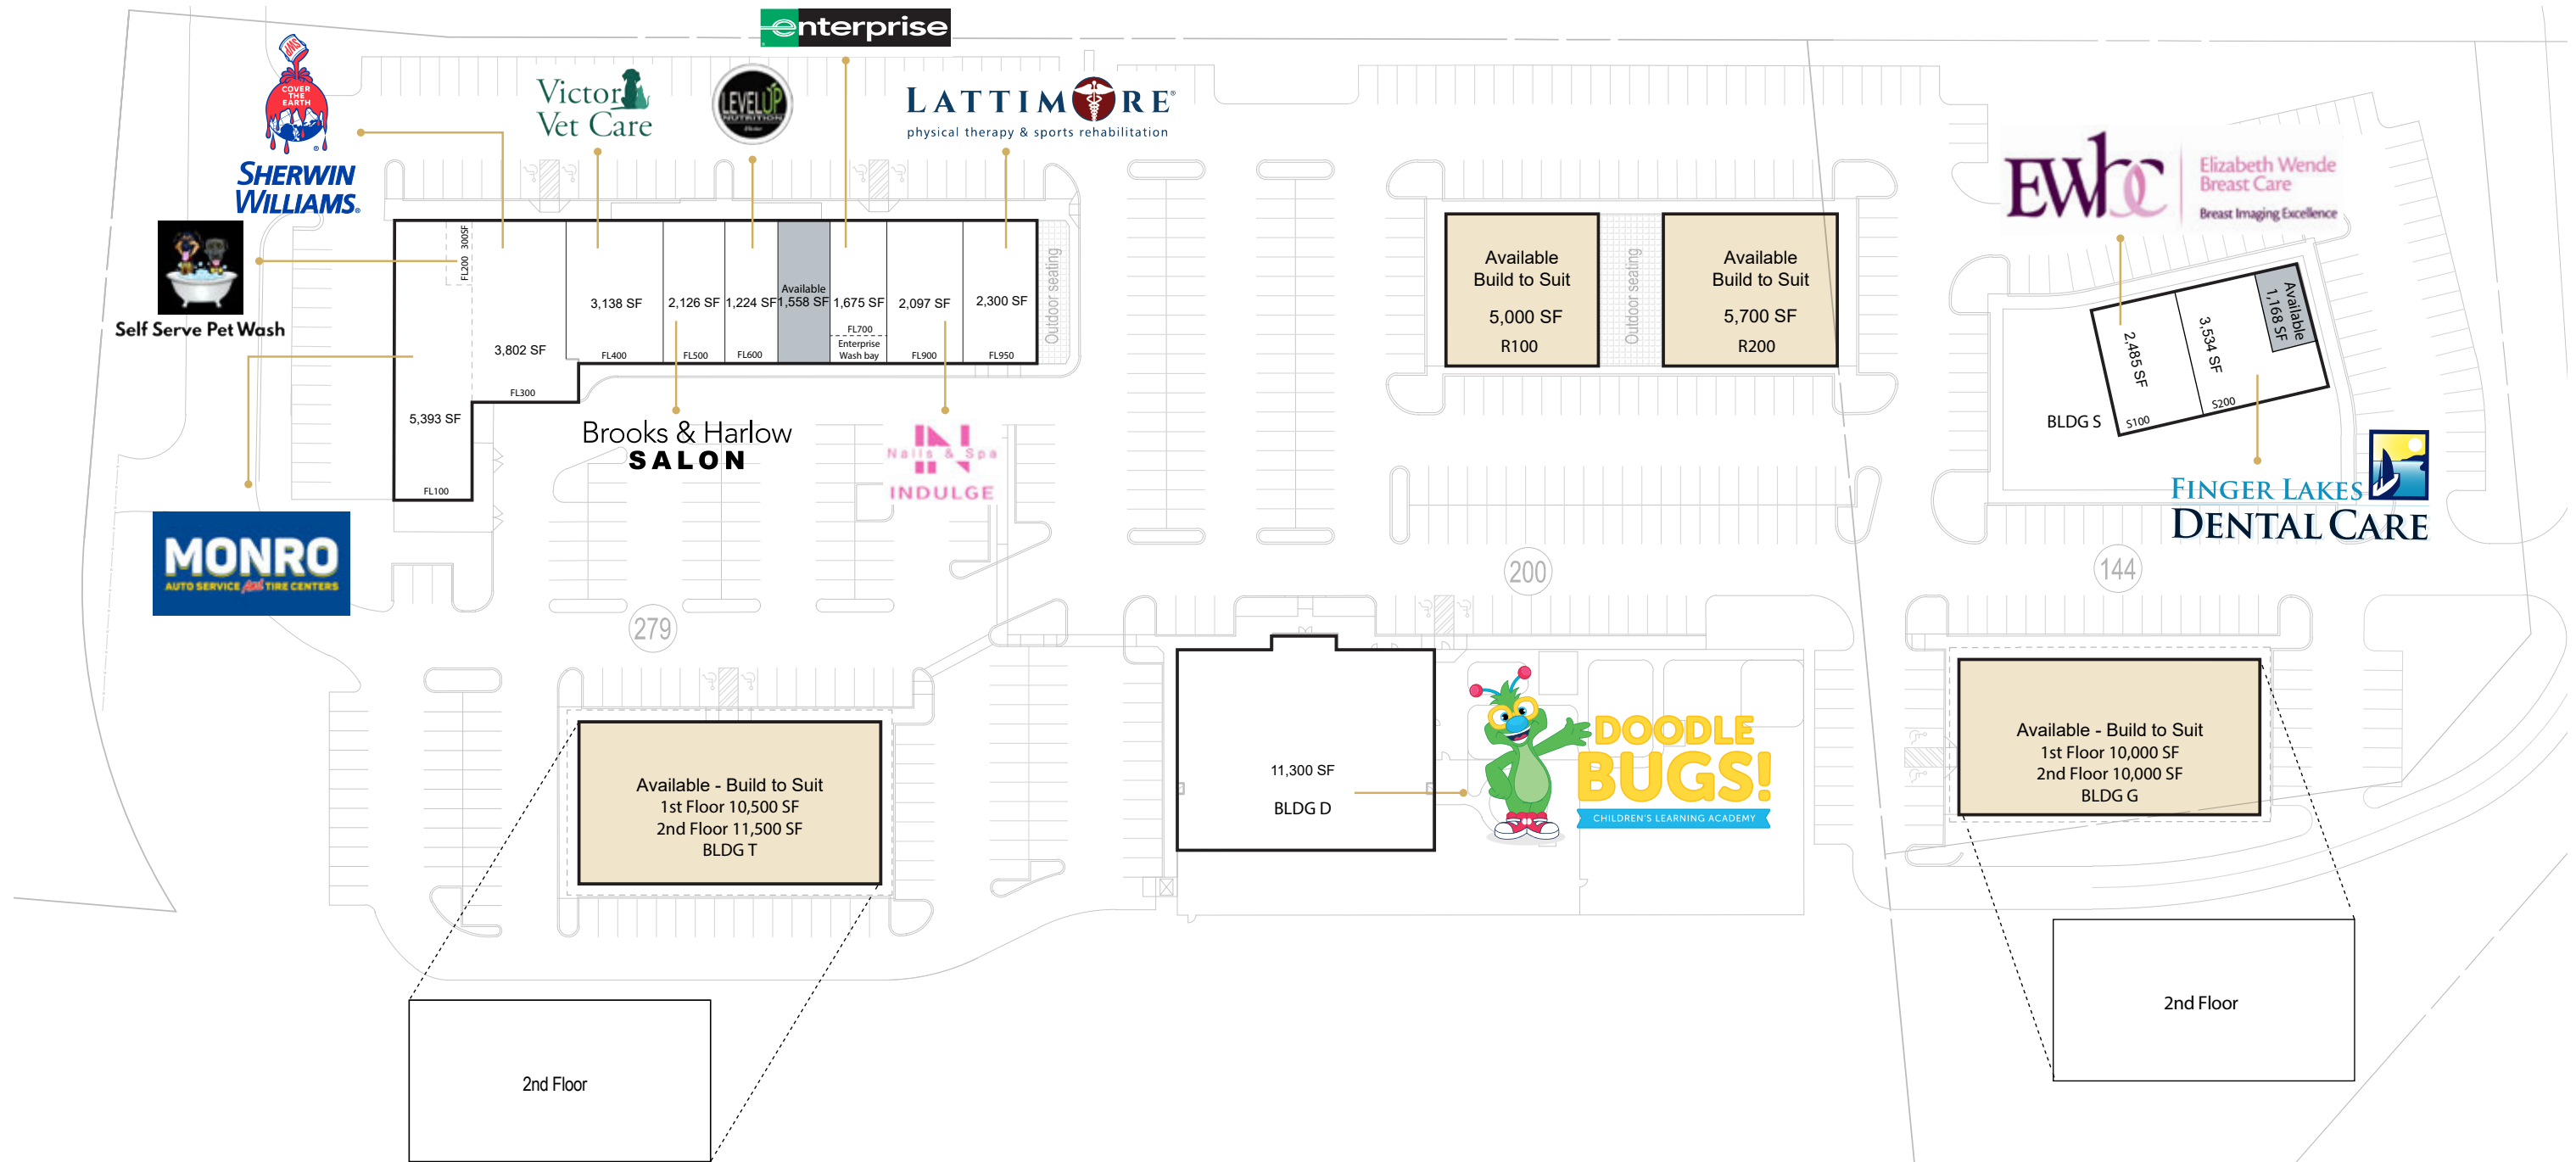 enterprise
SWP
COVER
THE
EARTH
SHERWIN
WILLIAMS®
Victor
Vet Care
LEVELUP
NUTRITION
Victor
LATTIMORE®
physical therapy & sports rehabilitation
EWbc
Elizabeth Wende
Breast Care
Breast Imaging Excellence
Self Serve Pet Wash
FL200 300SF
3,802 SF
FL300
5,393 SF
FL100
3,138 SF
FL400
2,126 SF
FL500
1,224 SF
FL600
Available
1,558 SF
1,675 SF
FL700
Enterprise
Wash bay
2,097 SF
FL900
2,300 SF
FL950
Outdoor seating
Available
Build to Suit
5,000 SF
R100
Outdoor seating
Available
Build to Suit
5,700 SF
R200
2,485 SF
S100
3,534 SF
S200
Available
1,168 SF
BLDG S
Brooks & Harlow
SALON
IN
Nails & Spa
INDULGE
FINGER LAKES
DENTAL CARE
MONRO
AUTO SERVICE And TIRE CENTERS
279
200
144
Available - Build to Suit
1st Floor 10,500 SF
2nd Floor 11,500 SF
BLDG T
11,300 SF
BLDG D
DOODLE
BUGS!
CHILDREN'S LEARNING ACADEMY
Available - Build to Suit
1st Floor 10,000 SF
2nd Floor 10,000 SF
BLDG G
2nd Floor
2nd Floor